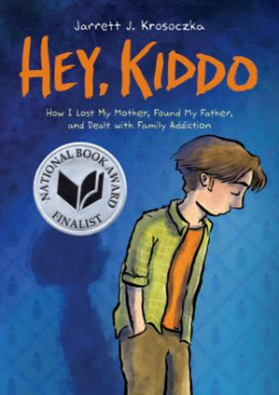 Jarrett J. Krosoczka
HEY, KIDDO
How I Lost My Mother, Found My Father,
and Dealt with Family Addiction
NATIONAL BOOK AWARD
FINALIST